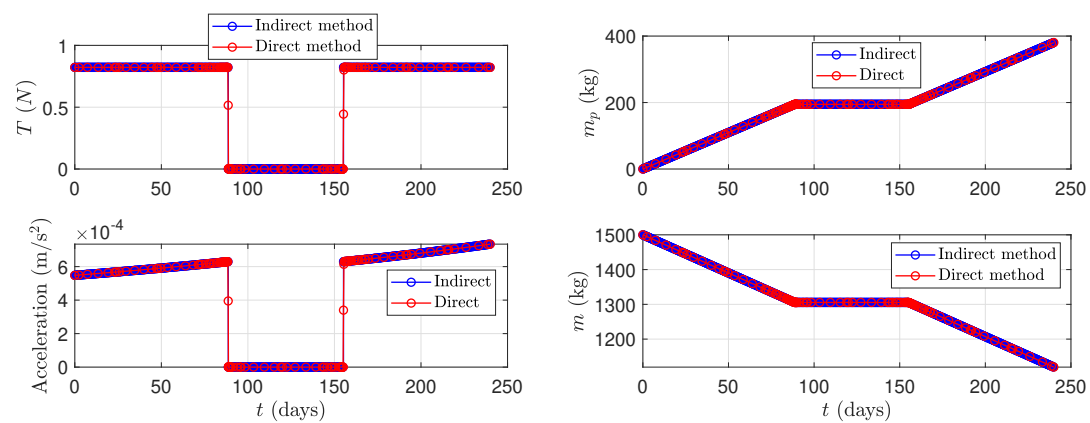 Indirect method
Direct method
1
0.5
0
T (N)
0 50 100 150 200 250
400
200
0
m_p (kg)
Indirect
Direct
0 50 100 150 200 250
×10⁻⁴
6
4
2
0
Acceleration (m/s²)
Indirect
Direct
0 50 100 150 200 250
t (days)
1500
1400
1300
1200
m (kg)
Indirect method
Direct method
0 50 100 150 200 250
t (days)